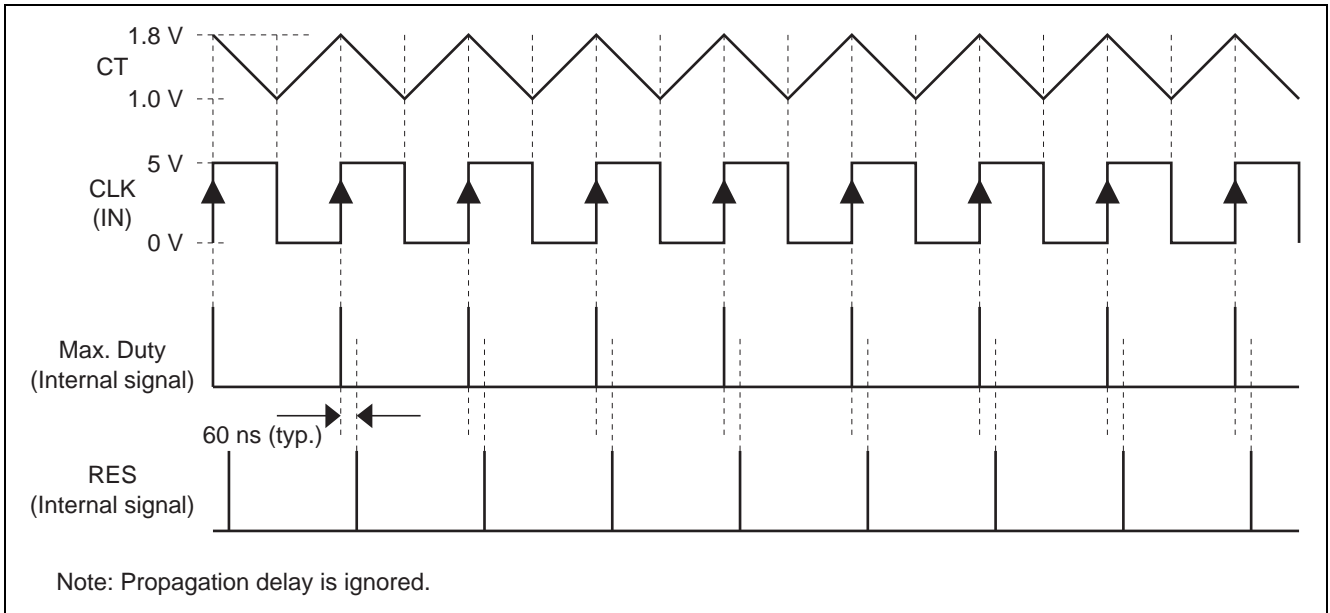 1.8 V
CT
1.0 V
5 V
CLK
(IN)
0 V
Max. Duty
(Internal signal)
60 ns (typ.)
RES
(Internal signal)
Note: Propagation delay is ignored.